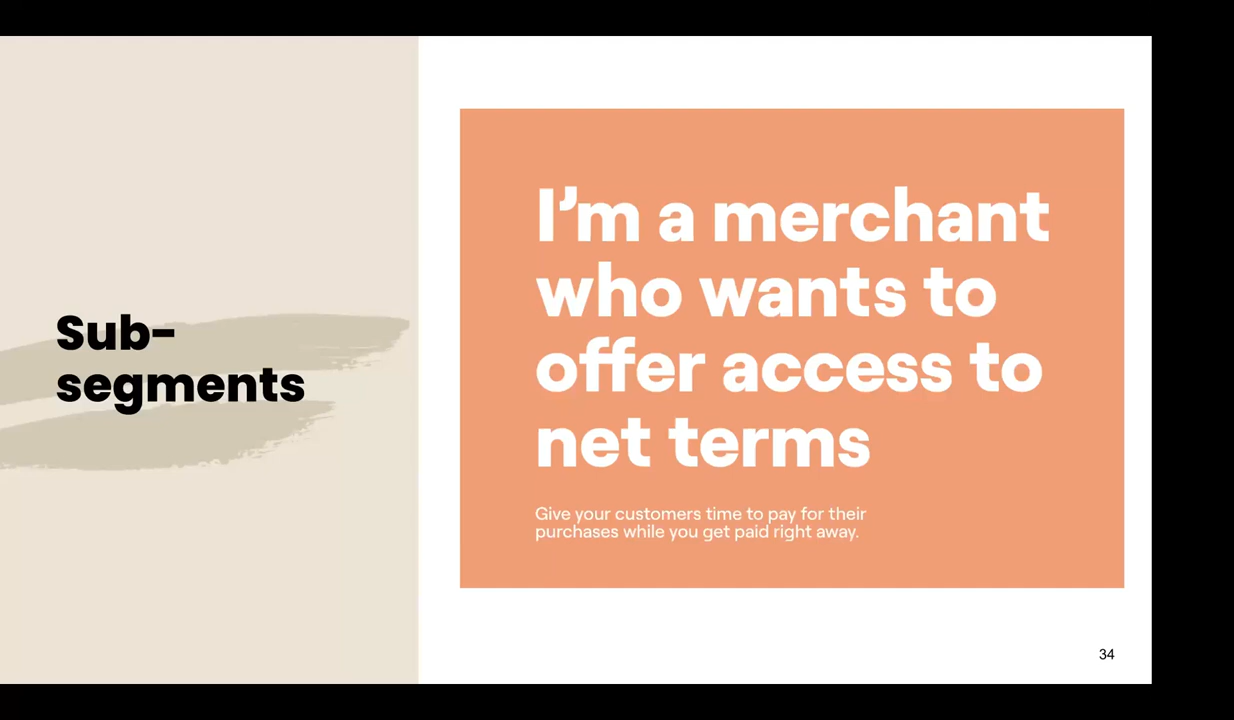 Sub-
segments
I’m a merchant
who wants to
offer access to
net terms
Give your customers time to pay for their
purchases while you get paid right away.
34